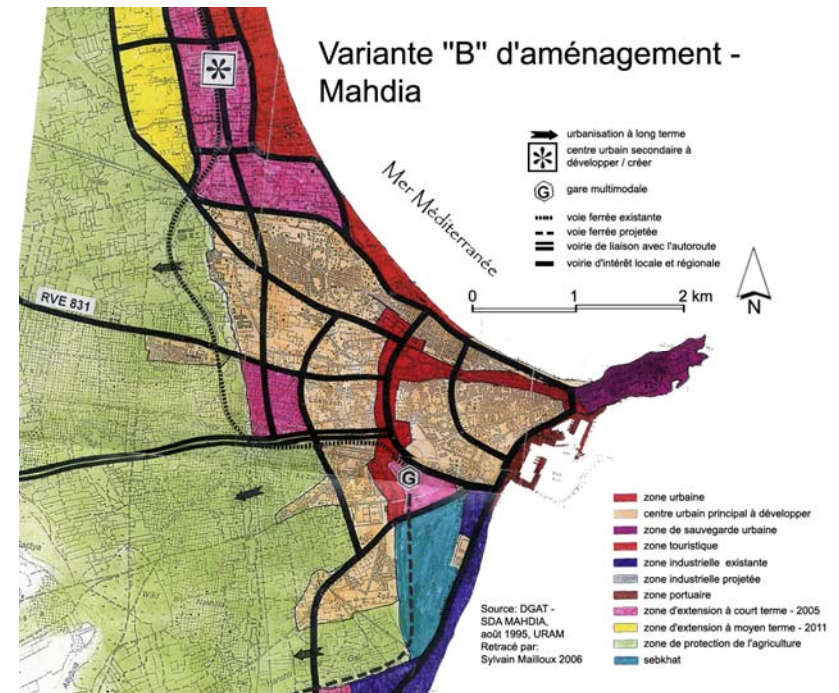 Variante "B" d'aménagement -
Mahdia
urbanisation à long terme
centre urbain secondaire à
développer / créer
G
gare multimodale
voie ferrée existante
voie ferrée projetée
voirie de liaison avec l'autoroute
voirie d'intérêt locale et régionale
Mer Méditerranée
0 1 2 km
N
RVE 831
G
zone urbaine
centre urbain principal à développer
zone de sauvegarde urbaine
zone touristique
zone industrielle existante
zone industrielle projetée
zone portuaire
zone d'extension à court terme - 2005
zone d'extension à moyen terme - 2011
zone de protection de l'agriculture
sebkhat
Source: DGAT -
SDA MAHDIA,
août 1995, URAM
Retracé par:
Sylvain Mailloux 2006